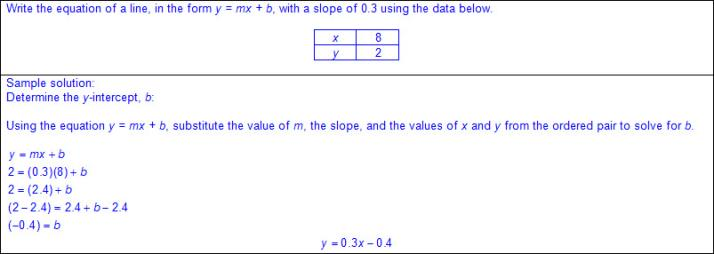 Write the equation of a line, in the form y = mx + b, with a slope of 0.3 using the data below.
x 8
y 2
Sample solution:
Determine the y-intercept, b:
Using the equation y = mx + b, substitute the value of m, the slope, and the values of x and y from the ordered pair to solve for b.
y = mx + b
2 = (0.3)(8) + b
2 = (2.4) + b
(2 – 2.4) = 2.4 + b – 2.4
(–0.4) = b
y = 0.3x – 0.4